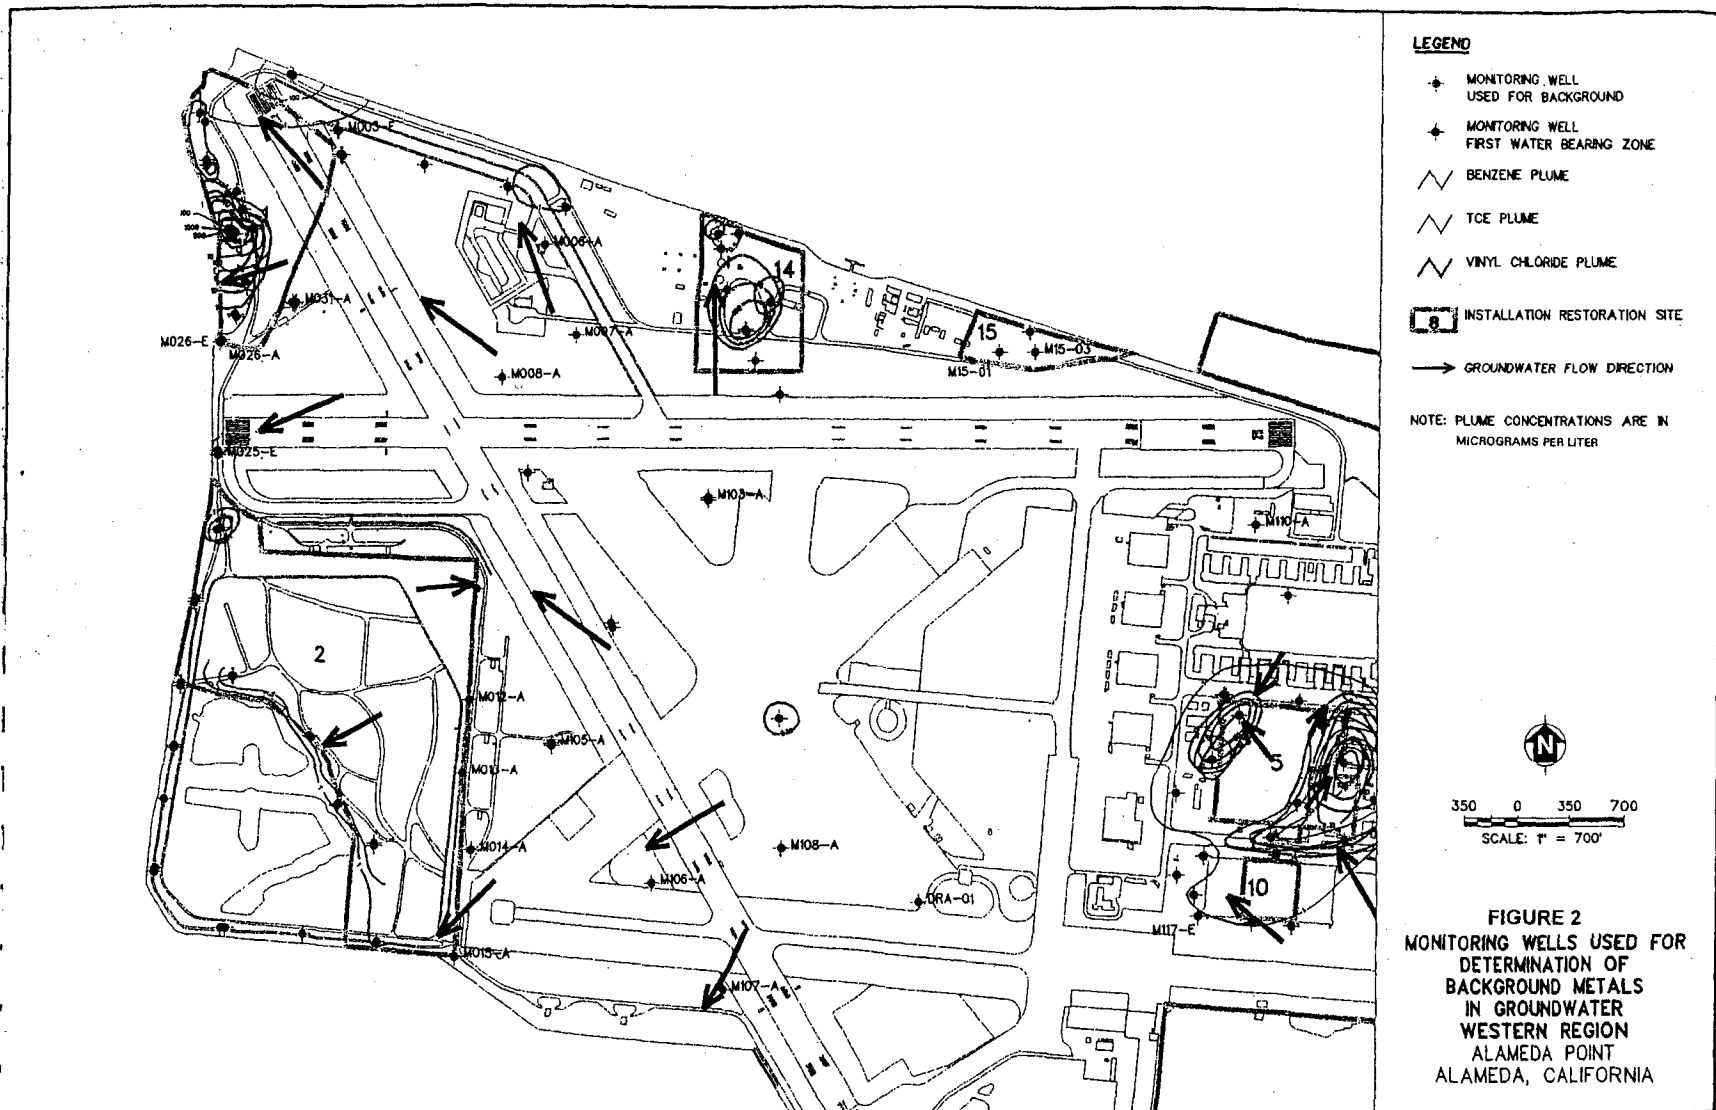 LEGEND
MONITORING WELL
USED FOR BACKGROUND
MONITORING WELL
FIRST WATER BEARING ZONE
BENZENE PLUME
TCE PLUME
VINYL CHLORIDE PLUME
8 INSTALLATION RESTORATION SITE
GROUNDWATER FLOW DIRECTION
NOTE: PLUME CONCENTRATIONS ARE IN
MICROGRAMS PER LITER
M003-E
M006-A
M031-A
M007-A
M026-E
M026-A
M008-A
14
15
M15-03
M15-01
M025-E
M103-A
M110-A
2
M012-A
M105-A
M013-A
5
M014-A
M108-A
M106-A
DRA-01
10
M117-E
M015-A
M107-A
N
350 0 350 700
SCALE: 1" = 700'
FIGURE 2
MONITORING WELLS USED FOR
DETERMINATION OF
BACKGROUND METALS
IN GROUNDWATER
WESTERN REGION
ALAMEDA POINT
ALAMEDA, CALIFORNIA